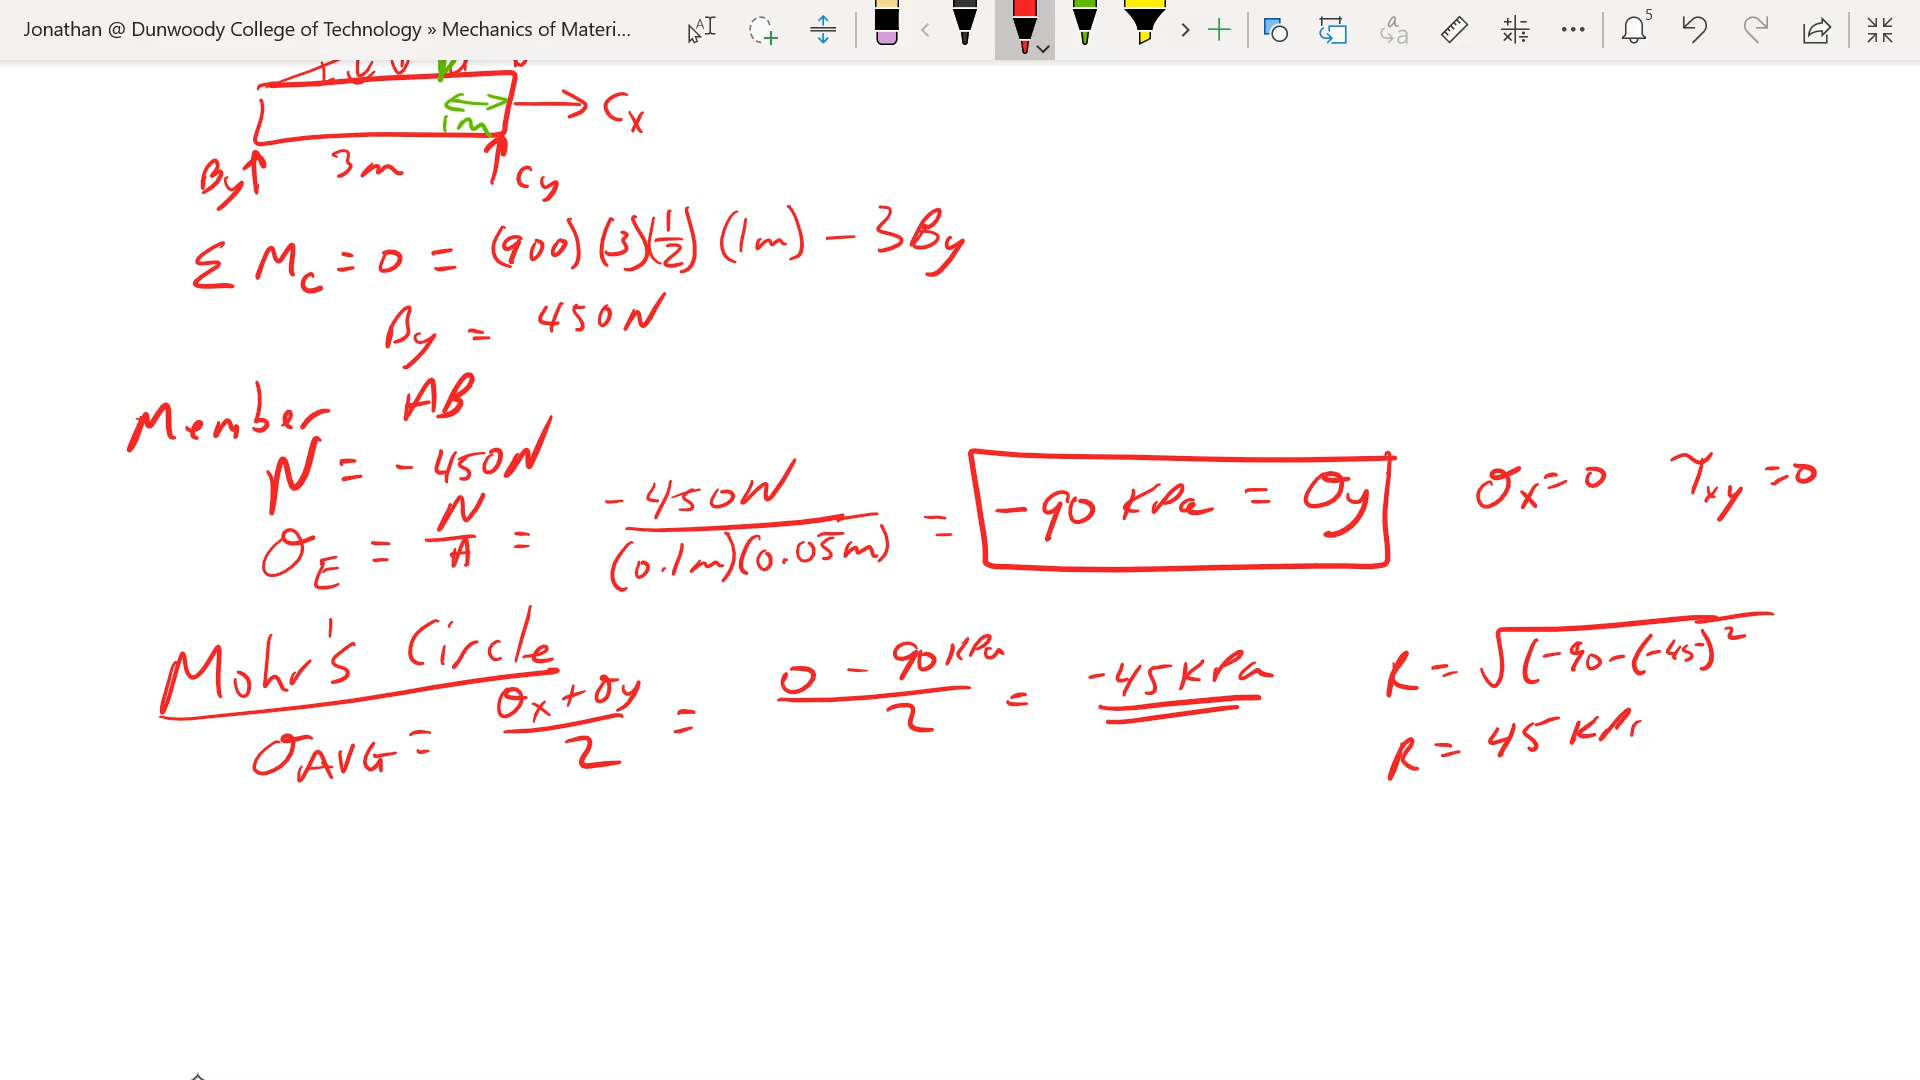 Jonathan @ Dunwoody College of Technology » Mechanics of Materi...
5
1m
Cx
By 3m Cy
Σ Mc = 0 = (900)(3)(1/2)(1m) - 3By
By = 450N
Member AB
N = -450N
σE = N/A = -450N/(0.1m)(0.05m) = -90 KPa = σy σx = 0 τxy = 0
Mohr's Circle
σAVG = σx + σy/2 = 0 - 90KPa/2 = -45KPa R = √(-90-(-45)²
R = 45 KPa